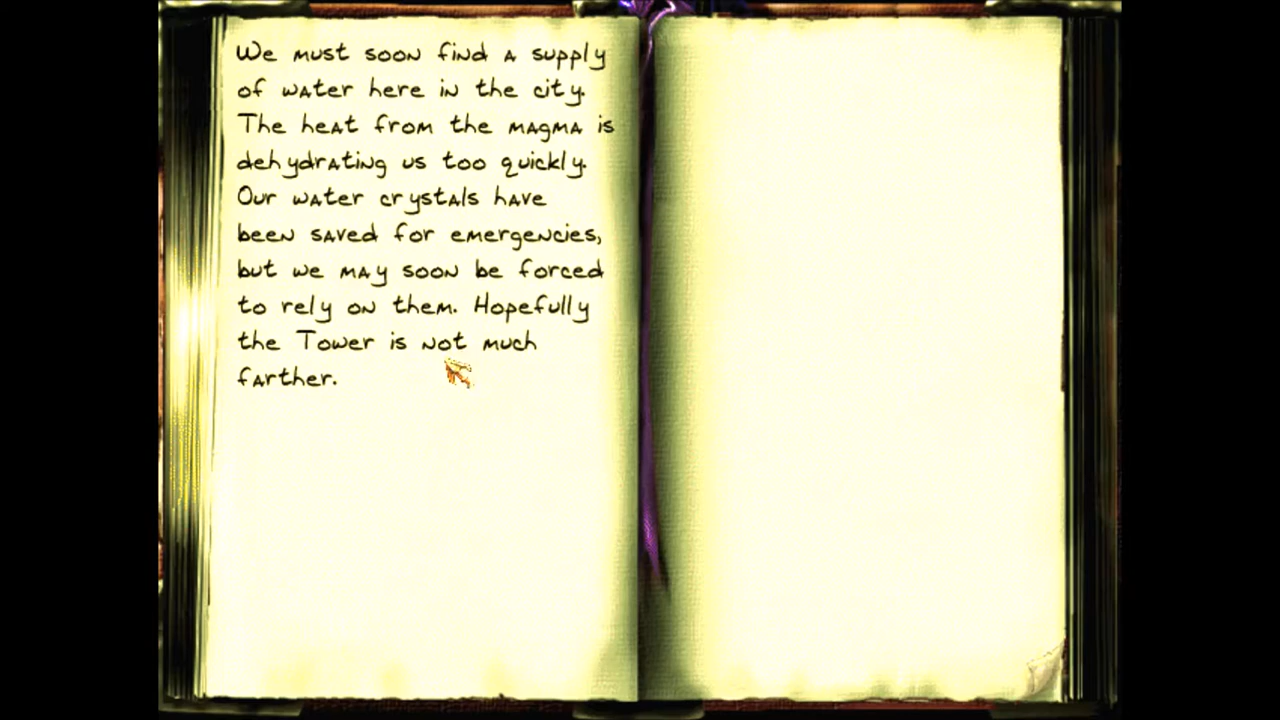 We must soon find a supply
of water here in the city.
The heat from the magma is
dehydrating us too quickly.
Our water crystals have
been saved for emergencies,
but we may soon be forced
to rely on them. Hopefully
the Tower is not much
farther.